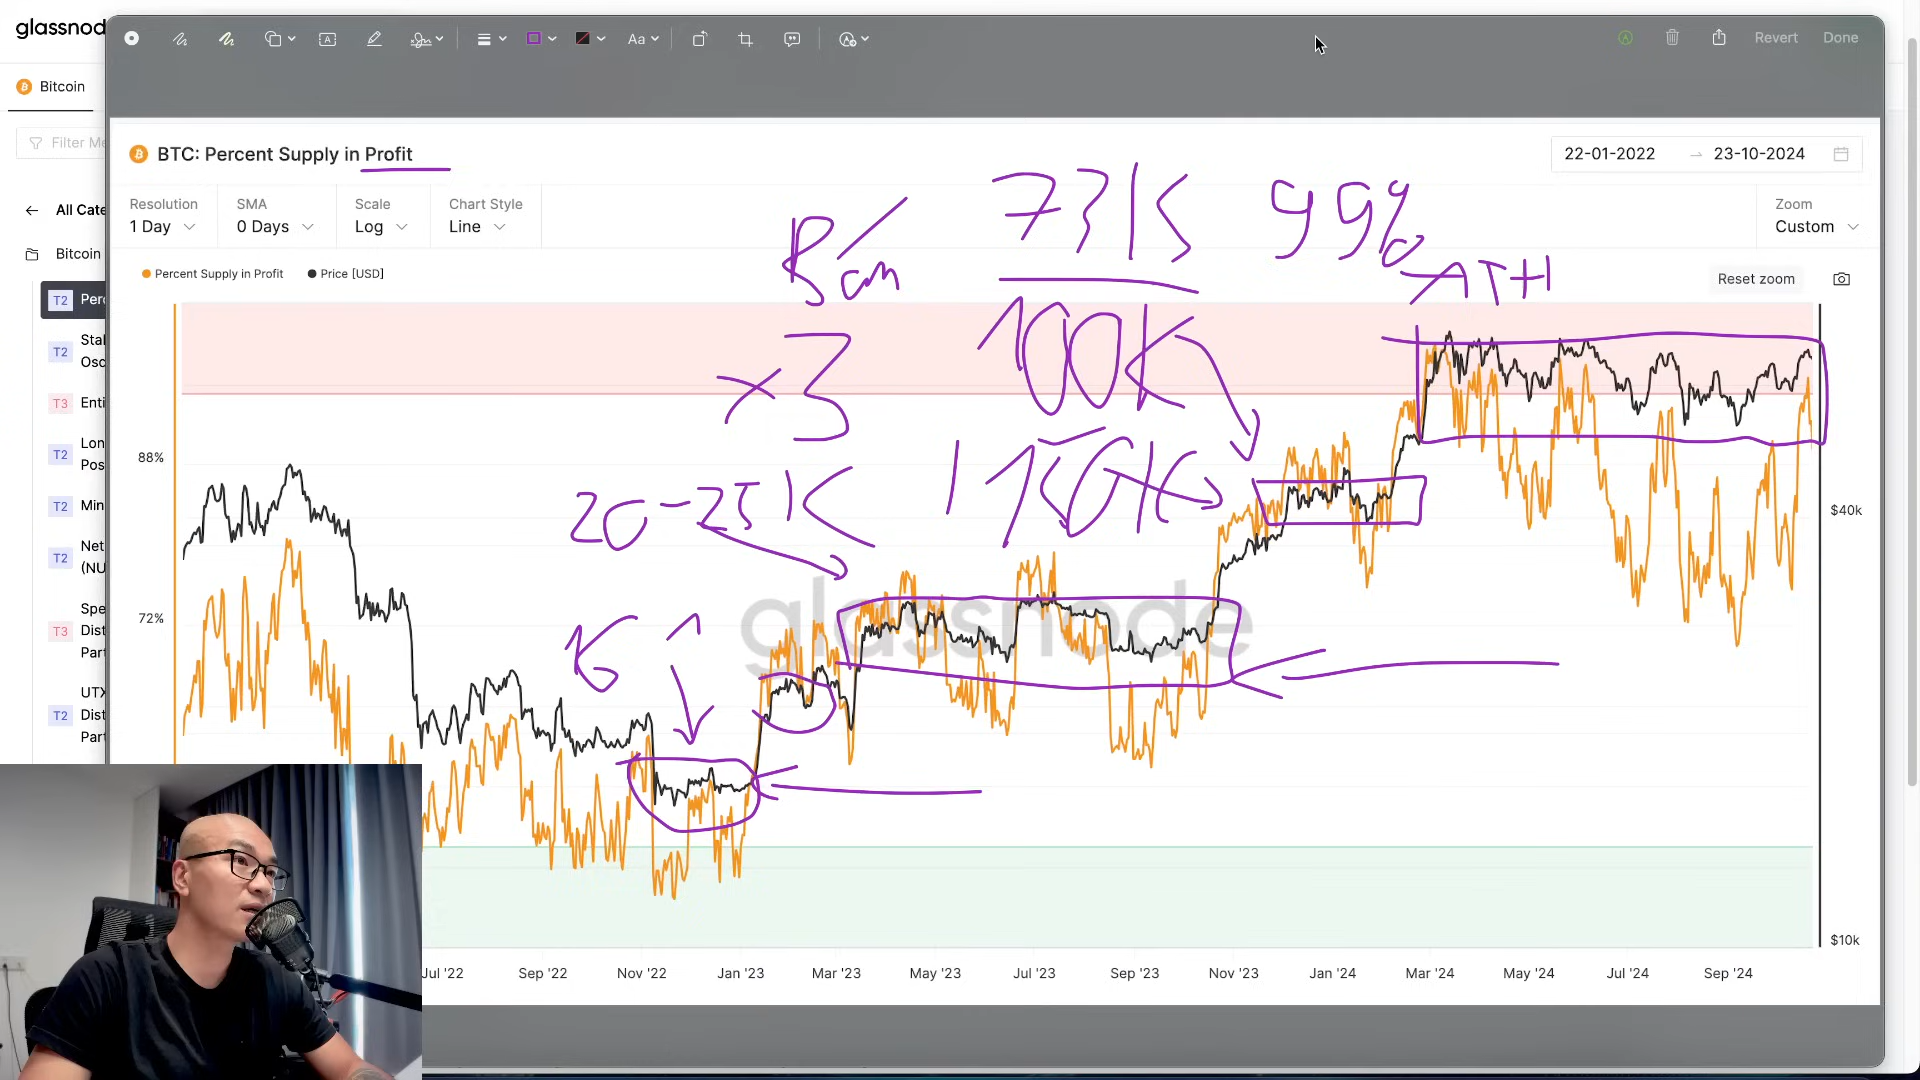 glassnod
Aa
Revert
Done
Bitcoin
Filter Me
BTC: Percent Supply in Profit
22-01-2022 → 23-10-2024
← All Cate
Resolution
1 Day
SMA
0 Days
Scale
Log
Chart Style
Line
Zoom
Custom
Bitcoin
Percent Supply in Profit
Price [USD]
Reset zoom
73K 99%
ATH
x3
100K
20-25K
150K
T2 Perc
T2 Stal
Osc
T3 Enti
T2 Lon
Pos
T2 Min
T2 Net
(NU
T3 Spe
Dist
Part
T2 UTX
Dist
Part
88%
72%
$40k
$10k
glassnode
Jul '22
Sep '22
Nov '22
Jan '23
Mar '23
May '23
Jul '23
Sep '23
Nov '23
Jan '24
Mar '24
May '24
Jul '24
Sep '24